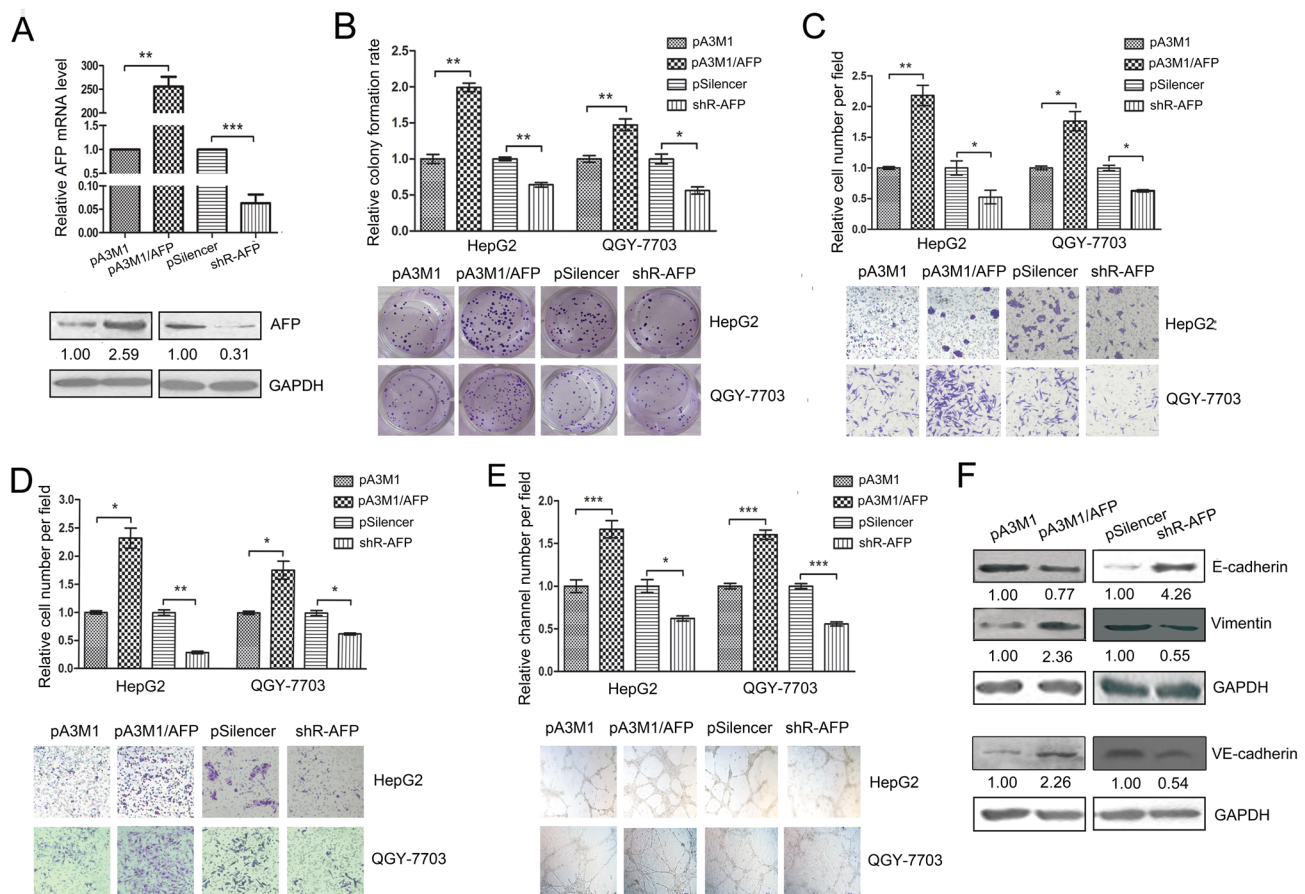 A
Relative AFP mRNA level
300
250
200
150
100
1.5
1.0
0.5
0.10
0.05
0.00
**
***
pA3M1
pA3M1/AFP
pSilencer
shR-AFP
AFP
1.00 2.59 1.00 0.31
GAPDH
B
Relative colony formation rate
2.5
2.0
1.5
1.0
0.5
0.0
** ** ** *
HepG2 QGY-7703
pA3M1
pA3M1/AFP
pSilencer
shR-AFP
pA3M1 pA3M1/AFP pSilencer shR-AFP
HepG2
QGY-7703
C
Relative cell number per field
2.5
2.0
1.5
1.0
0.5
0.0
** * * *
HepG2 QGY-7703
pA3M1
pA3M1/AFP
pSilencer
shR-AFP
pA3M1 pA3M1/AFP pSilencer shR-AFP
HepG2
QGY-7703
D
Relative cell number per field
3.0
2.5
2.0
1.5
1.0
0.5
0.0
* ** * *
HepG2 QGY-7703
pA3M1
pA3M1/AFP
pSilencer
shR-AFP
pA3M1 pA3M1/AFP pSilencer shR-AFP
HepG2
QGY-7703
E
Relative channel number per field
2.0
1.5
1.0
0.5
0.0
*** * *** ***
HepG2 QGY-7703
pA3M1
pA3M1/AFP
pSilencer
shR-AFP
pA3M1 pA3M1/AFP pSilencer shR-AFP
HepG2
QGY-7703
F
pA3M1 pA3M1/AFP pSilencer shR-AFP
E-cadherin
1.00 0.77 1.00 4.26
Vimentin
1.00 2.36 1.00 0.55
GAPDH
VE-cadherin
1.00 2.26 1.00 0.54
GAPDH